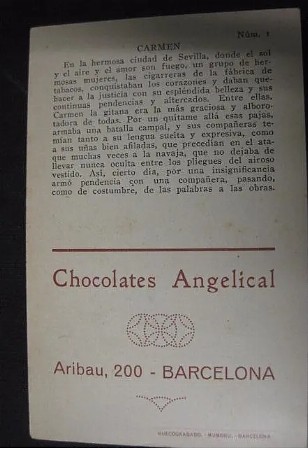 Núm. 1
CARMEN
En la hermosa ciudad de Sevilla, donde el sol
y el aire y el amor son fuego, un grupo de her-
mosas mujeres, las cigarreras de la fábrica de
tabacos, conquistaban los corazones y daban que-
hacer a la justicia con su espléndida belleza y sus
continuas pendencias y altercados. Entre ellas,
Carmen la gitana era la más graciosa y alboro-
tadora de todas. Por un quítame allá esas pajas,
armaba una batalla campal, y sus compañeras te-
mían tanto a su lengua suelta y expresiva, como
a sus uñas bien afiladas, que precedían en el ata-
que muchas veces a la navaja, que no dejaba de
llevar nunca oculta entre los pliegues del airoso
vestido. Así, cierto día, por una insignificancia
armó pendencia con una compañera, pasando,
como de costumbre, de las palabras a las obras.
Chocolates Angelical
Aribau, 200 - BARCELONA
HUECOGRABADO MUMBRU. - BARCELONA